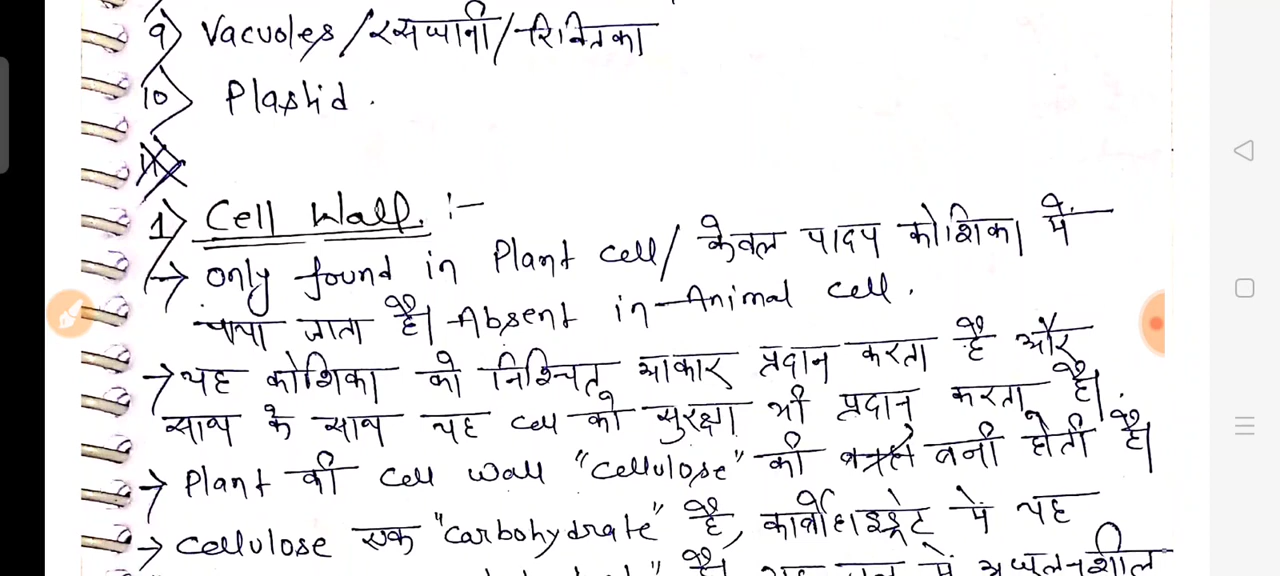 9) Vacuoles/रसधानी/रिक्तिका
10) Plastid.
1) Cell Wall :-
→ only found in Plant cell/ केवल पादप कोशिका में
पाया जाता है। Absent in Animal cell.
→ यह कोशिका को निश्चित आकार प्रदान करता है और
साथ के साथ यह cell को सुरक्षा भी प्रदान करता है।
→ Plant की cell wall "cellulose" की बनी होती है।
→ cellulose एक "carbohydrate" है, कार्बोहाइड्रेट में यह
है। यह जल में